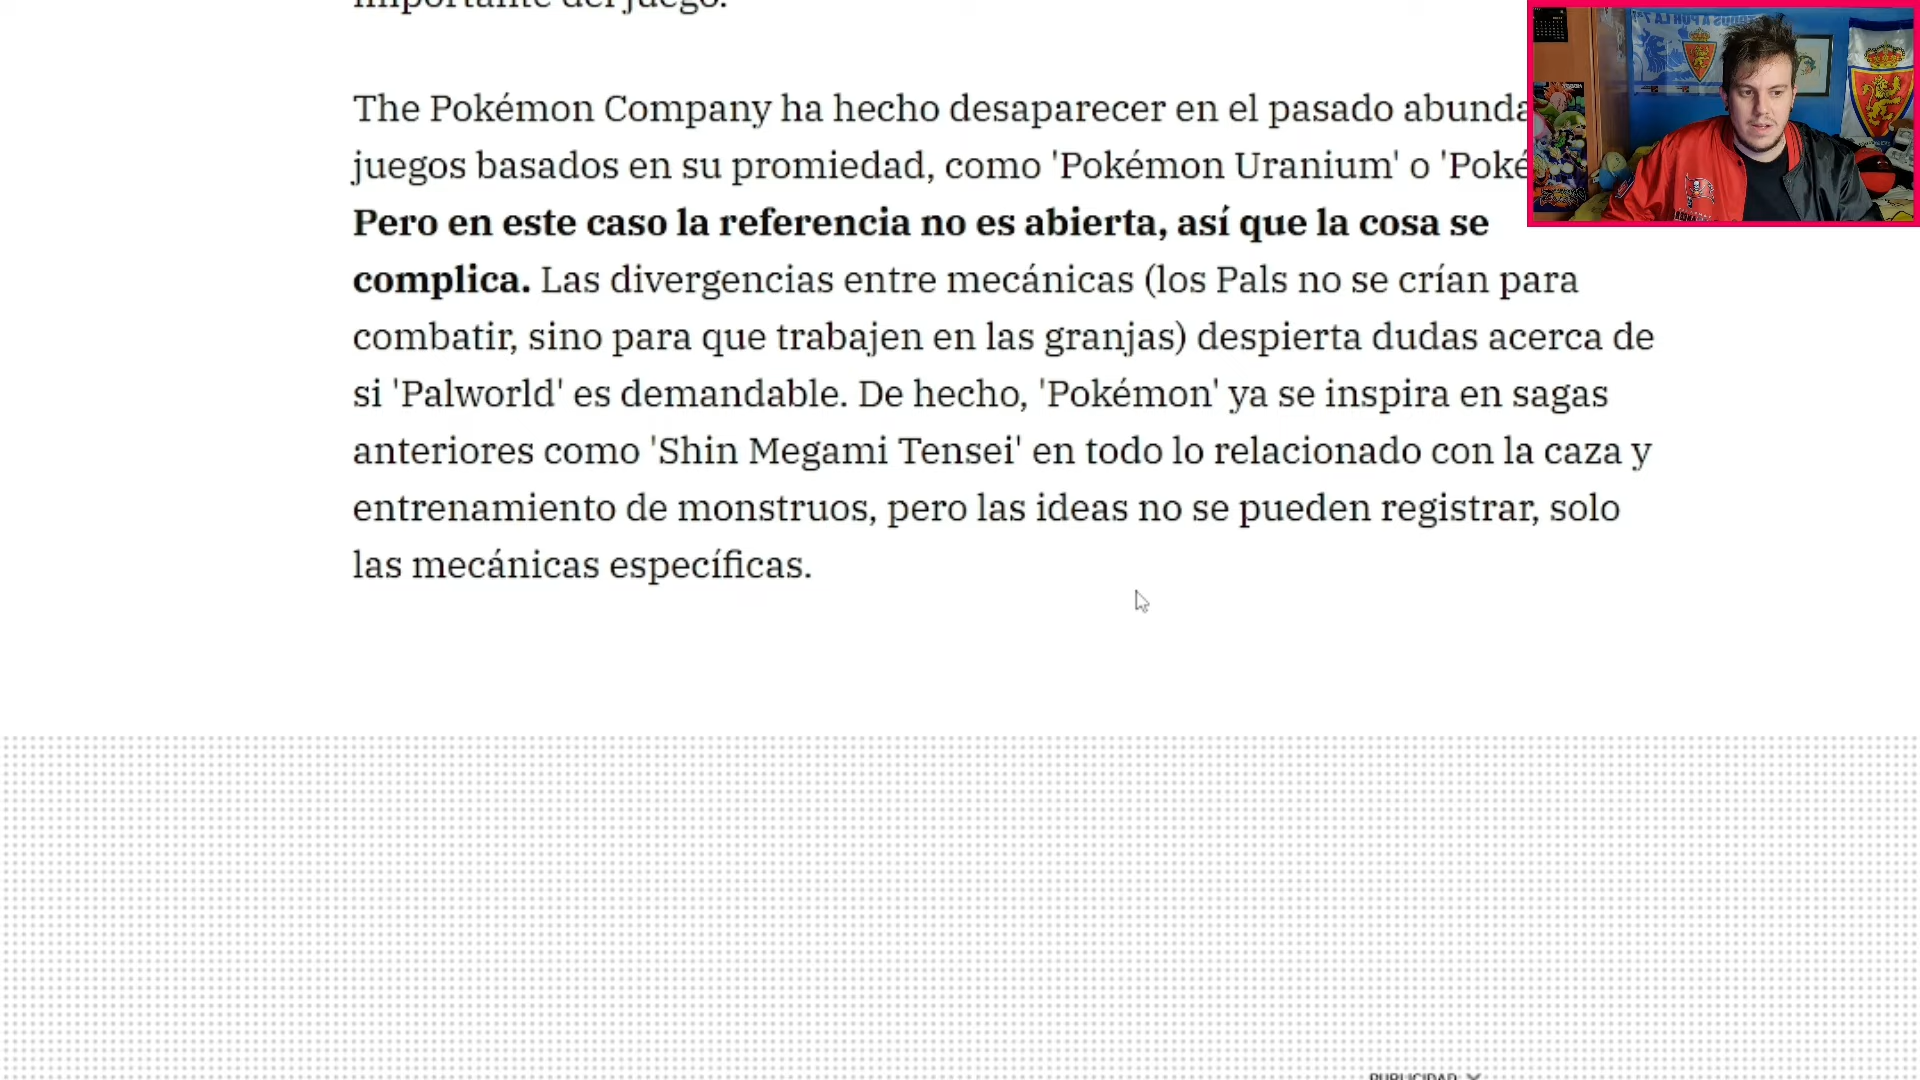 importante del juego.
The Pokémon Company ha hecho desaparecer en el pasado
juegos basados en su promiedad, como 'Pokémon Uranium' o
Pero en este caso la referencia no es abierta, así que la cosa se
complica. Las divergencias entre mecánicas (los Pals no se crían para
combatir, sino para que trabajen en las granjas) despierta dudas acerca de
si 'Palworld' es demandable. De hecho, 'Pokémon' ya se inspira en sagas
anteriores como 'Shin Megami Tensei' en todo lo relacionado con la caza y
entrenamiento de monstruos, pero las ideas no se pueden registrar, solo
las mecánicas específicas.
PUBLICIDAD